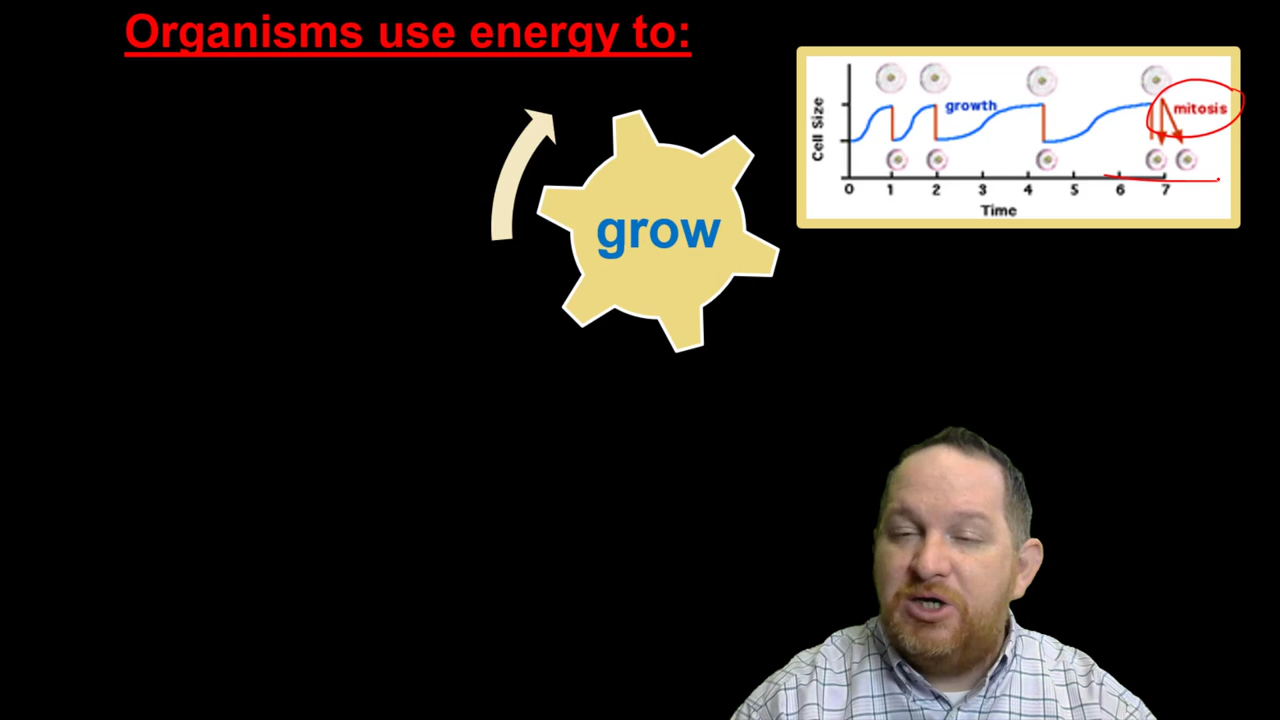 Organisms use energy to:
grow
Cell Size
growth
mitosis
0 1 2 3 4 5 6 7
Time